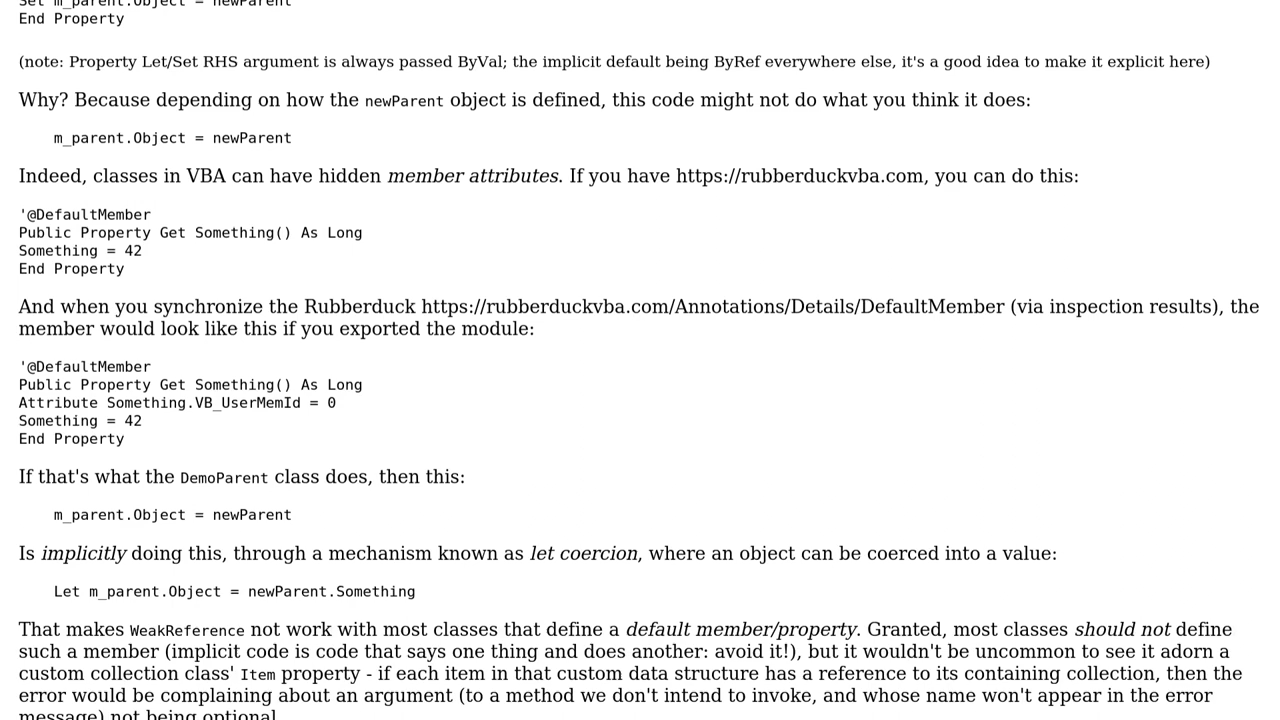 Set m_parent.Object = newParent
End Property
(note: Property Let/Set RHS argument is always passed ByVal; the implicit default being ByRef everywhere else, it's a good idea to make it explicit here)
Why? Because depending on how the newParent object is defined, this code might not do what you think it does:
m_parent.Object = newParent
Indeed, classes in VBA can have hidden member attributes. If you have https://rubberduckvba.com, you can do this:
'@DefaultMember
Public Property Get Something() As Long
Something = 42
End Property
And when you synchronize the Rubberduck https://rubberduckvba.com/Annotations/Details/DefaultMember (via inspection results), the
member would look like this if you exported the module:
'@DefaultMember
Public Property Get Something() As Long
Attribute Something.VB_UserMemId = 0
Something = 42
End Property
If that's what the DemoParent class does, then this:
m_parent.Object = newParent
Is implicitly doing this, through a mechanism known as let coercion, where an object can be coerced into a value:
Let m_parent.Object = newParent.Something
That makes WeakReference not work with most classes that define a default member/property. Granted, most classes should not define
such a member (implicit code is code that says one thing and does another: avoid it!), but it wouldn't be uncommon to see it adorn a
custom collection class' Item property - if each item in that custom data structure has a reference to its containing collection, then the
error would be complaining about an argument (to a method we don't intend to invoke, and whose name won't appear in the error
message) not being optional